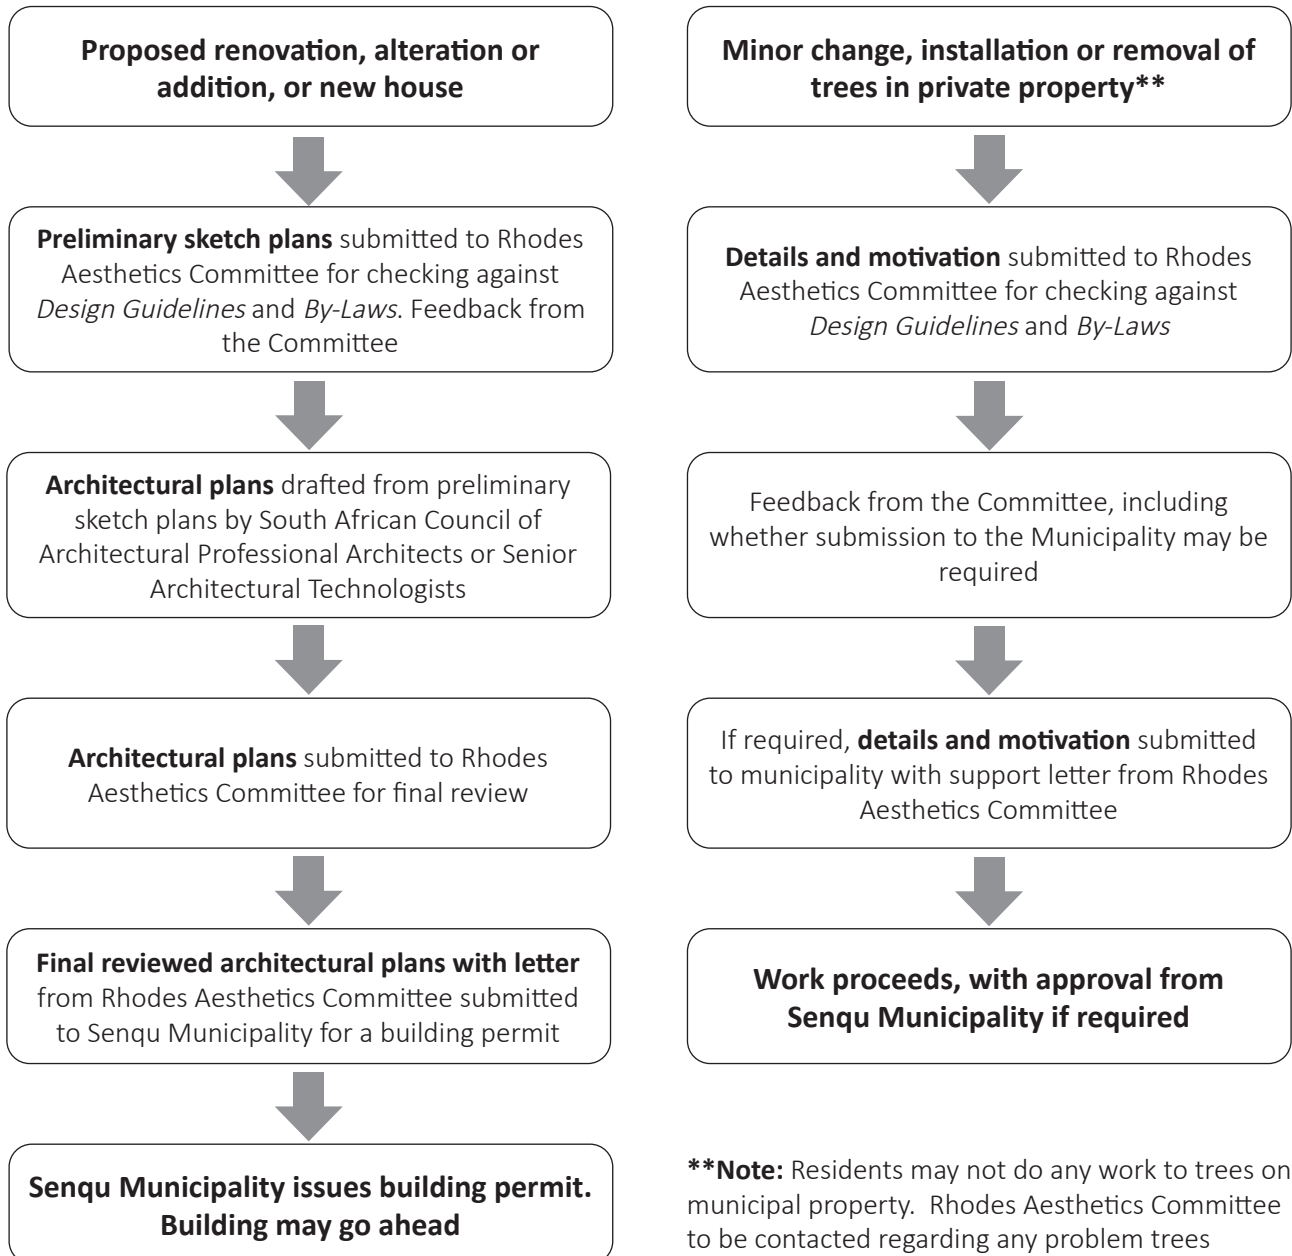 Proposed renovation, alteration or
addition, or new house
Preliminary sketch plans submitted to Rhodes
Aesthetics Committee for checking against
Design Guidelines and By-Laws. Feedback from
the Committee
Architectural plans drafted from preliminary
sketch plans by South African Council of
Architectural Professional Architects or Senior
Architectural Technologists
Architectural plans submitted to Rhodes
Aesthetics Committee for final review
Final reviewed architectural plans with letter
from Rhodes Aesthetics Committee submitted
to Senqu Municipality for a building permit
Senqu Municipality issues building permit.
Building may go ahead
Minor change, installation or removal of
trees in private property**
Details and motivation submitted to Rhodes
Aesthetics Committee for checking against
Design Guidelines and By-Laws
Feedback from the Committee, including
whether submission to the Municipality may be
required
If required, details and motivation submitted
to municipality with support letter from Rhodes
Aesthetics Committee
Work proceeds, with approval from
Senqu Municipality if required
**Note: Residents may not do any work to trees on
municipal property. Rhodes Aesthetics Committee
to be contacted regarding any problem trees